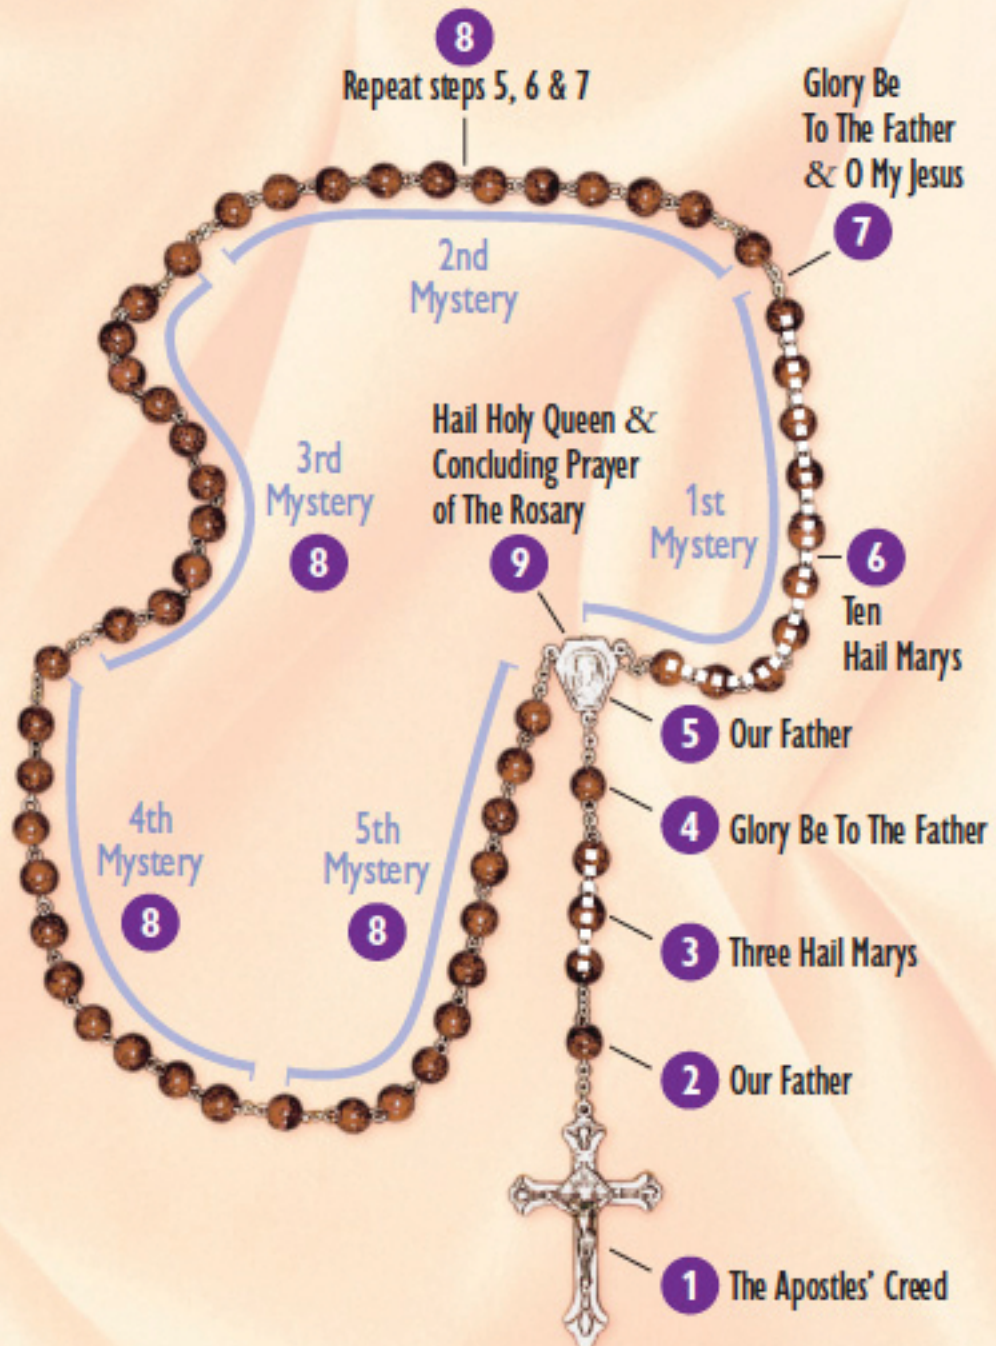 8
Repeat steps 5, 6 & 7
Glory Be
To The Father
& O My Jesus
7
2nd
Mystery
Hail Holy Queen &
Concluding Prayer
of The Rosary
9
3rd
Mystery
8
1st
Mystery
6
Ten
Hail Marys
5 Our Father
4 Glory Be To The Father
4th
Mystery
8
5th
Mystery
8
3 Three Hail Marys
2 Our Father
1 The Apostles' Creed